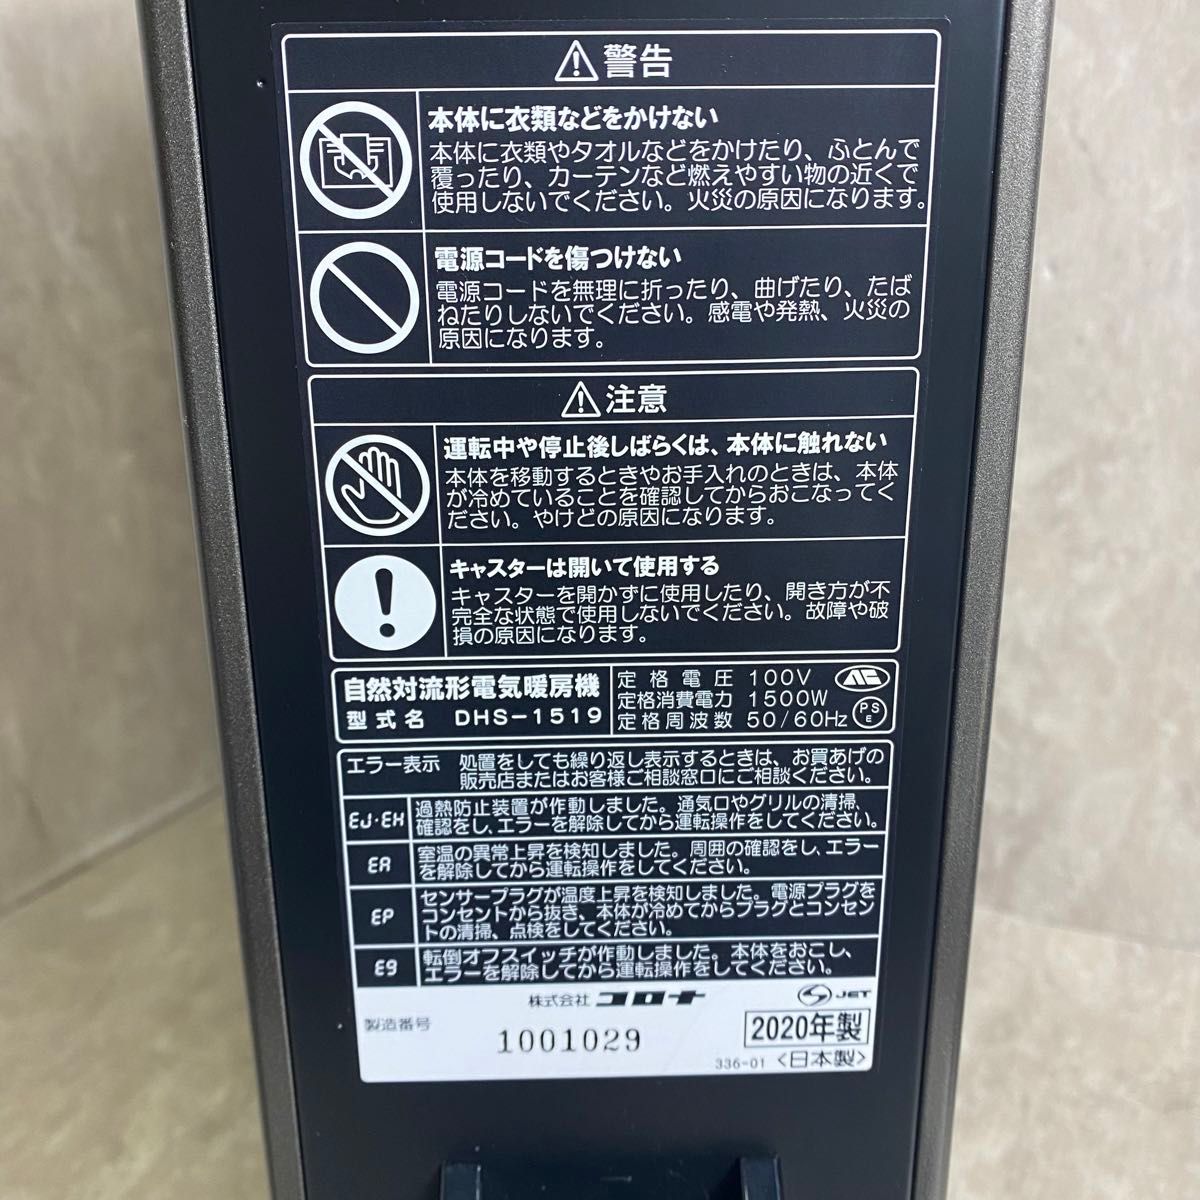 警告
本体に衣類などをかけない
本体に衣類やタオルなどをかけたり、ふとんで
覆ったり、カーテンなど燃えやすい物の近くで
使用しないでください。火災の原因になります。
電源コードを傷つけない
電源コードを無理に折ったり、曲げたり、たば
ねたりしないでください。感電や発熱、火災の
原因になります。
注意
運転中や停止後しばらくは、本体に触れない
本体を移動するときやお手入れのときは、本体
が冷めていることを確認してからおこなってく
ださい。やけどの原因になります。
キャスターは開いて使用する
キャスターを開かずに使用したり、開き方が不
完全な状態で使用しないでください。故障や破
損の原因になります。
自然対流形電気暖房機
型式名 DHS-1519
定格電圧 100V
定格消費電力 1500W
定格周波数 50/60Hz
PSE
エラー表示 処置をしても繰り返し表示するときは、お買あげの
販売店またはお客様ご相談窓口にご相談ください。
EJ・EH 過熱防止装置が作動しました。通気口やグリルの清掃、
確認をし、エラーを解除してから運転操作をしてください。
EA 室温の異常上昇を検知しました。周囲の確認をし、エラー
を解除してから運転操作をしてください。
EP センサープラグが温度上昇を検知しました。電源プラグを
コンセントから抜き、本体が冷めてからプラグとコンセン
トの清掃、点検をしてください。
E9 転倒オフスイッチが作動しました。本体をおこし、
エラーを解除してから運転操作をしてください。
株式会社 コロナ
JET
製造番号
1001029
2020年製
336-01 <日本製>